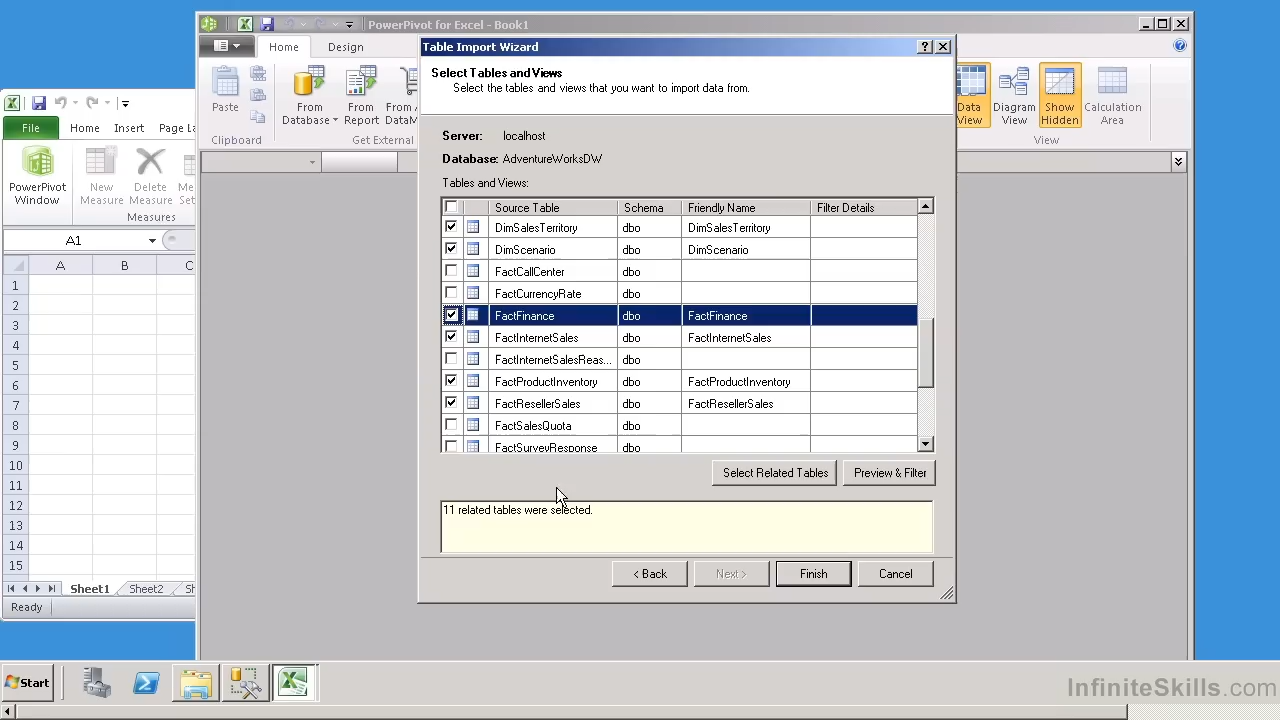 PowerPivot for Excel - Book1
Home
Design
Paste
Clipboard
From
Database
From
Report
From
DataM
Get External
Data
View
Diagram
View
Show
Hidden
Calculation
Area
View
File
Home
Insert
Page La
PowerPivot
Window
New
Measure
Delete
Measure
Me
Set
Measures
A1
A
B
C
1
2
3
4
5
6
7
8
9
10
11
12
13
14
15
Sheet1
Sheet2
Sh
Ready
Table Import Wizard
Select Tables and Views
Select the tables and views that you want to import data from.
Server: localhost
Database: AdventureWorksDW
Tables and Views:
Source Table Schema Friendly Name Filter Details
DimSalesTerritory dbo DimSalesTerritory
DimScenario dbo DimScenario
FactCallCenter dbo
FactCurrencyRate dbo
FactFinance dbo FactFinance
FactInternetSales dbo FactInternetSales
FactInternetSalesReas... dbo
FactProductInventory dbo FactProductInventory
FactResellerSales dbo FactResellerSales
FactSalesQuota dbo
FactSurveyResponse dbo
Select Related Tables
Preview & Filter
11 related tables were selected.
< Back
Next >
Finish
Cancel
Start
InfiniteSkills.com